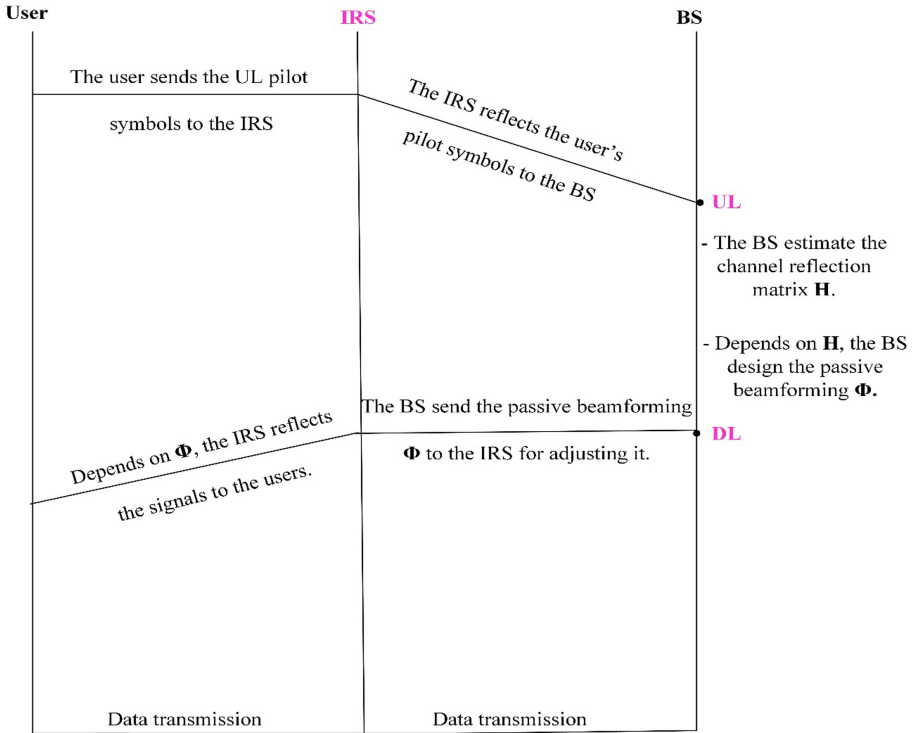 User
IRS
BS
The user sends the UL pilot
symbols to the IRS
The IRS reflects the user's
pilot symbols to the BS
UL
- The BS estimate the
channel reflection
matrix H.
- Depends on H, the BS
design the passive
beamforming Φ.
The BS send the passive beamforming
Φ to the IRS for adjusting it.
DL
Depends on Φ, the IRS reflects
the signals to the users.
Data transmission
Data transmission